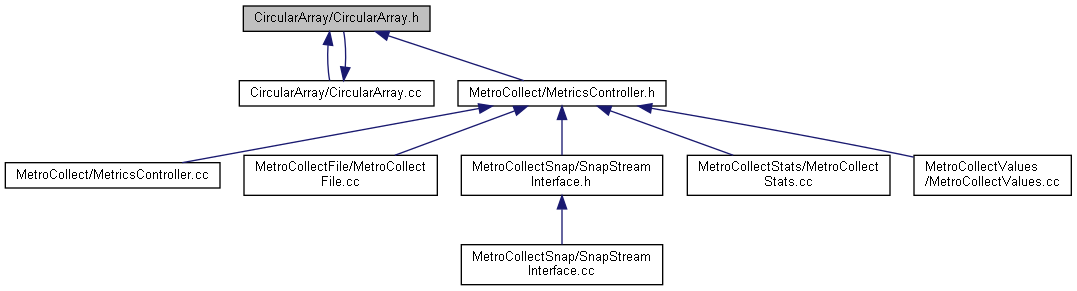 CircularArray/CircularArray.h
CircularArray/CircularArray.cc
MetroCollect/MetricsController.h
MetroCollect/MetricsController.cc
MetroCollectFile/MetroCollect
File.cc
MetroCollectSnap/SnapStream
Interface.h
MetroCollectStats/MetroCollect
Stats.cc
MetroCollectValues
/MetroCollectValues.cc
MetroCollectSnap/SnapStream
Interface.cc